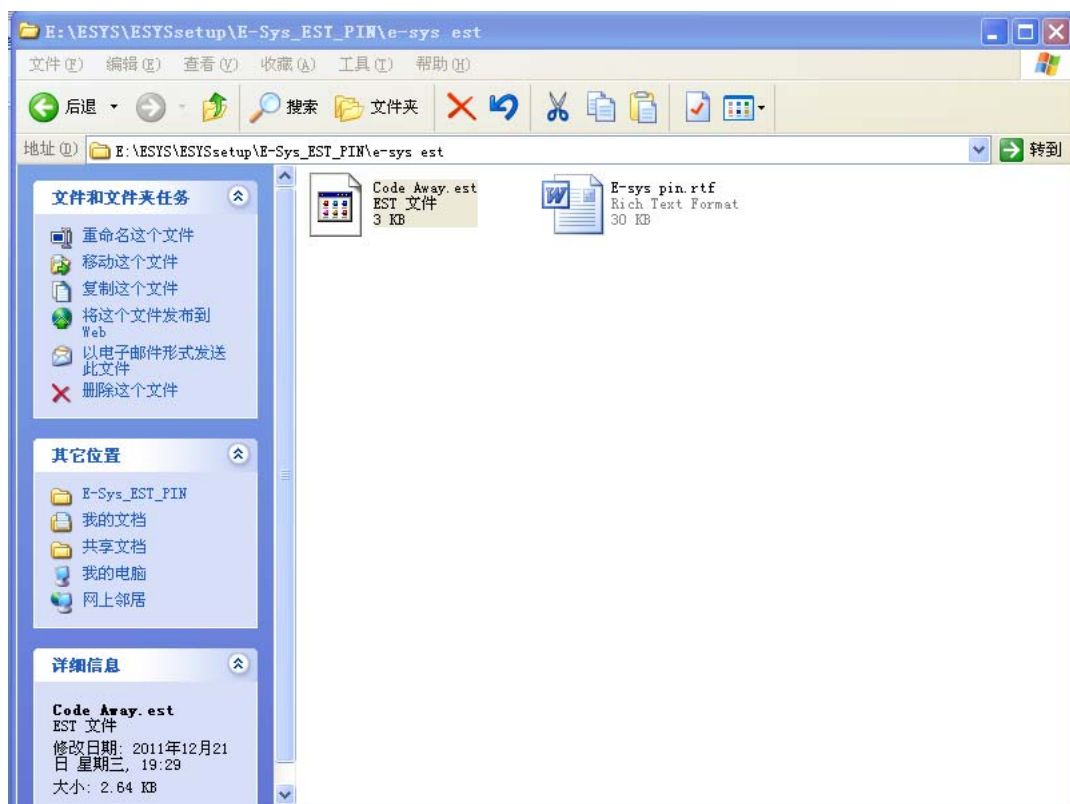 E:\ESYS\ESYSsetup\E-Sys_EST_PIN\e-sys est
文件(F) 编辑(E) 查看(V) 收藏(A) 工具(T) 帮助(H)
后退 搜索 文件夹
地址(D) E:\ESYS\ESYSsetup\E-Sys_EST_PIN\e-sys est 转到
文件和文件夹任务
重命名这个文件
移动这个文件
复制这个文件
将这个文件发布到
Web
以电子邮件形式发送
此文件
删除这个文件
其它位置
E-Sys_EST_PIN
我的文档
共享文档
我的电脑
网上邻居
详细信息
Code Away.est
EST 文件
修改日期: 2011年12月21
日 星期三, 19:29
大小: 2.64 KB
Code Away.est
EST 文件
3 KB
E-sys pin.rtf
Rich Text Format
30 KB